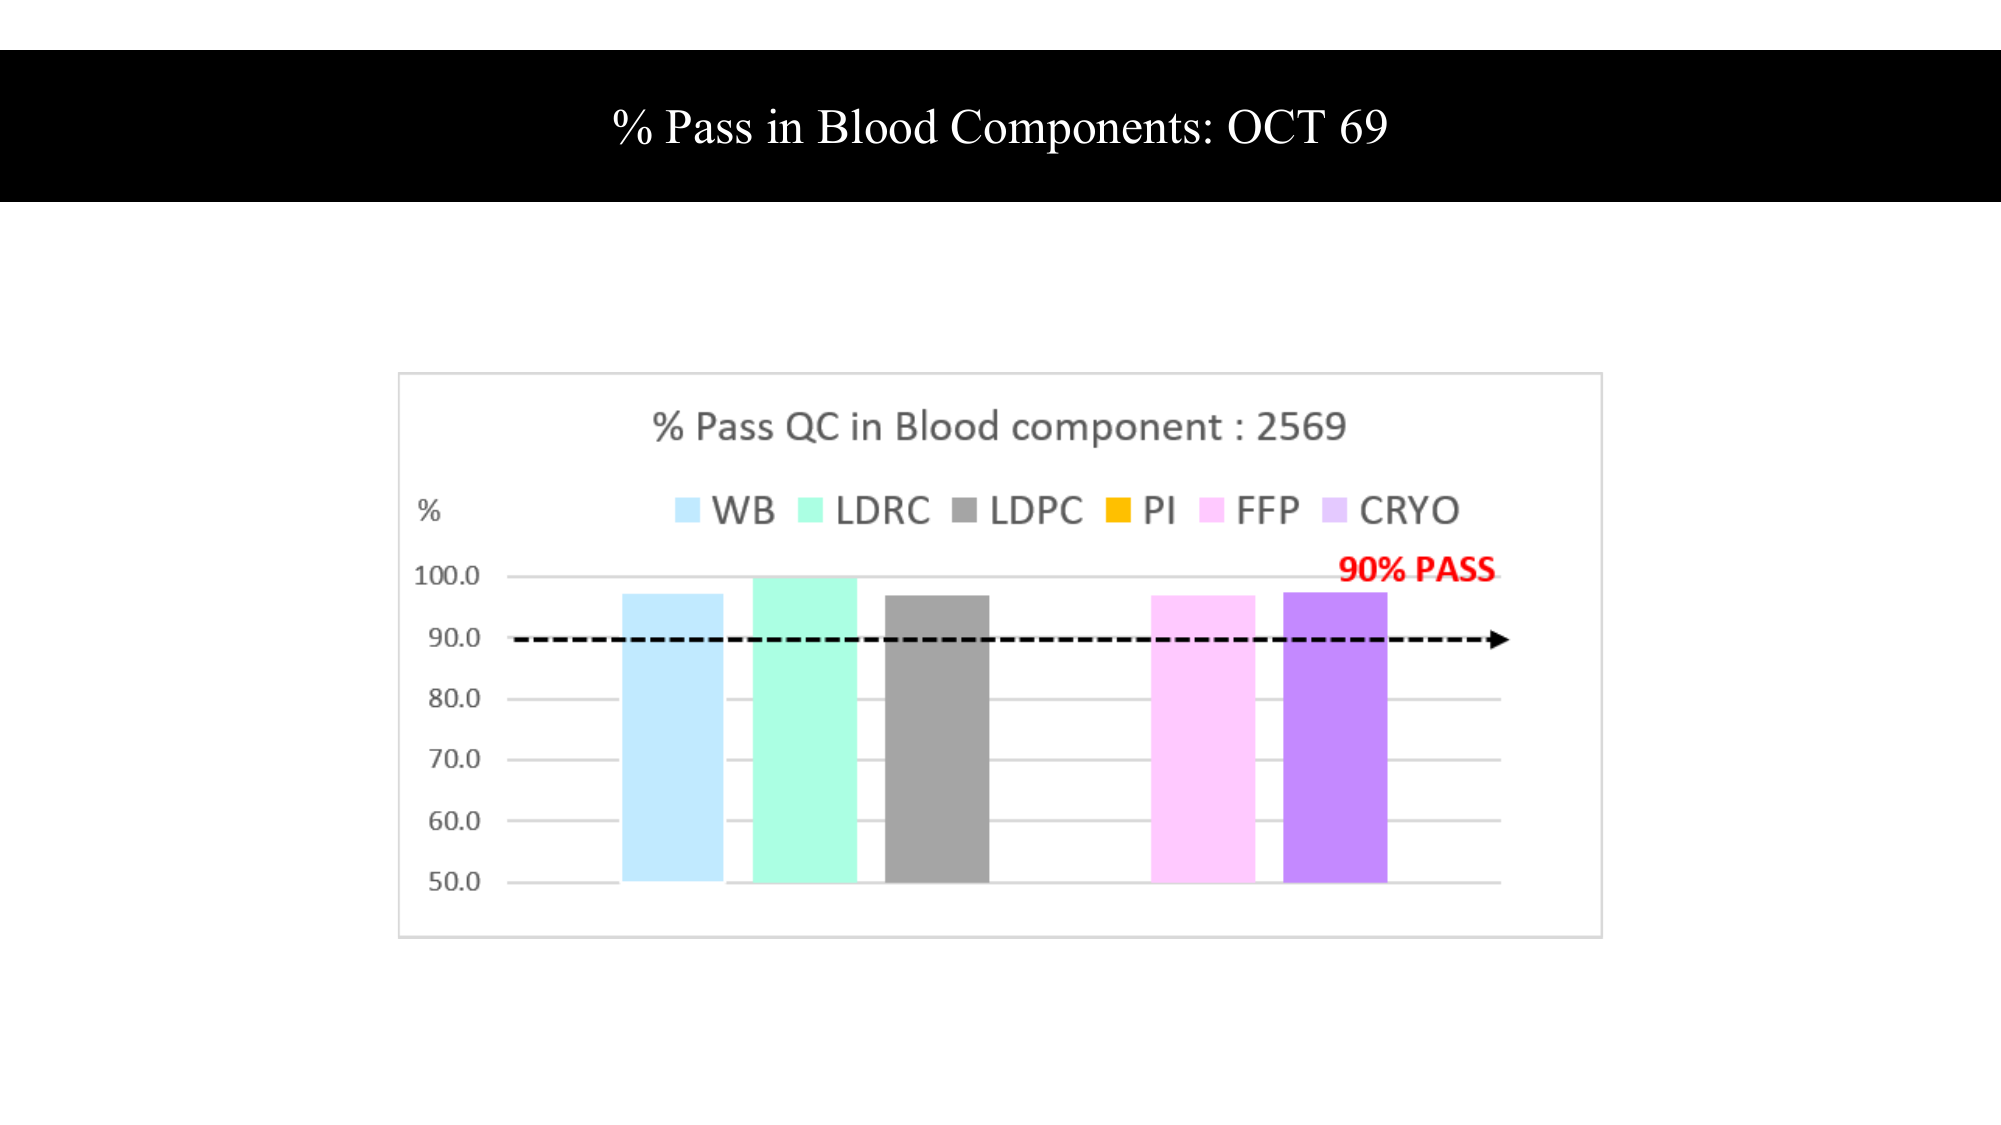 % Pass in Blood Components: OCT 69
% Pass QC in Blood component : 2569
% WB LDRC LDPC PI FFP CRYO
90% PASS
100.0
90.0
80.0
70.0
60.0
50.0